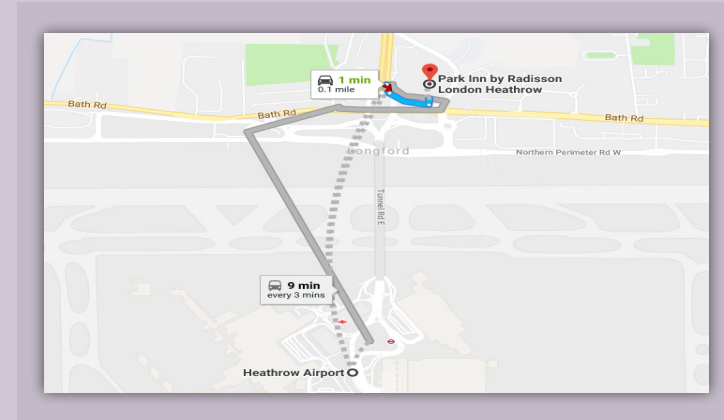 1 min
0.1 mile
Park Inn by Radisson
London Heathrow
Bath Rd
Bath Rd
Bath Rd
Longford
Northern Perimeter Rd W
Tunnel Rd E
9 min
every 3 mins
Heathrow Airport